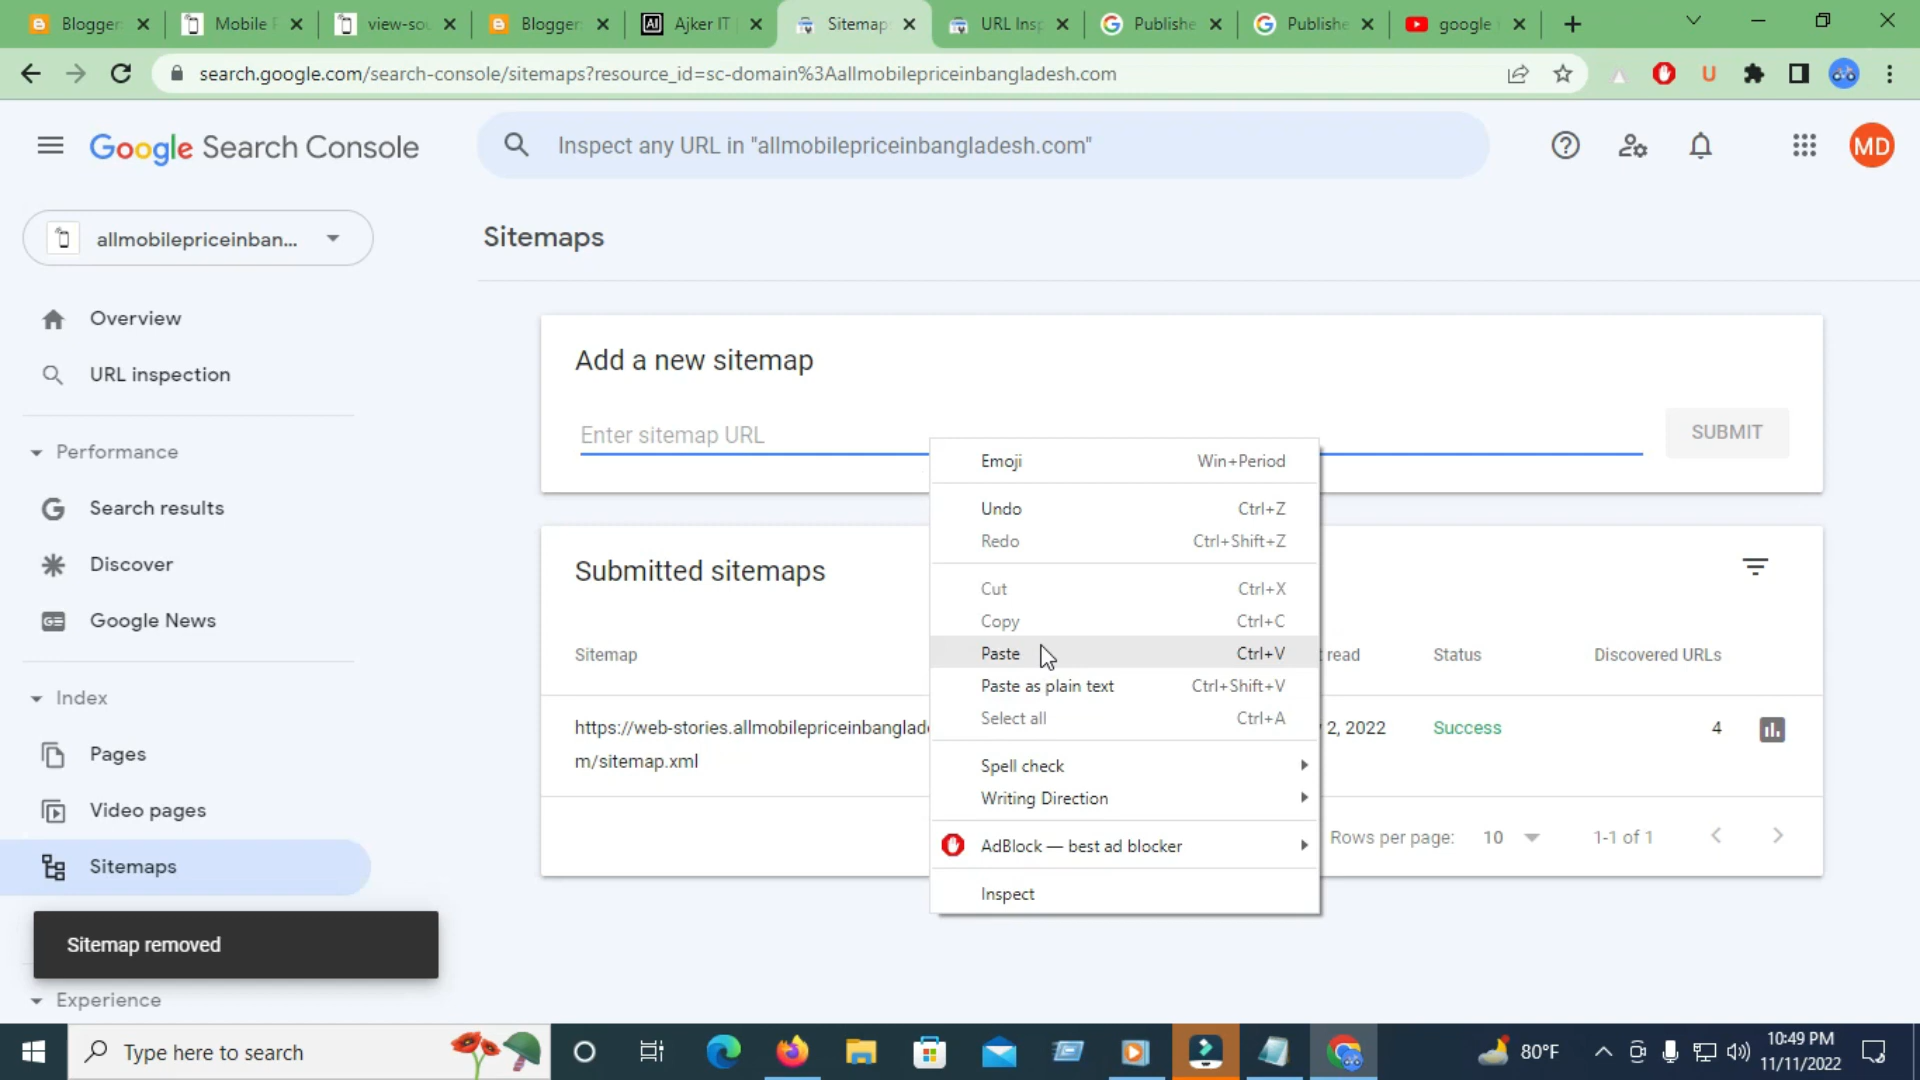 Blogger
Mobile P
view-sou
Blogger
Ajker IT
Sitemap
URL Insp
Publishe
Publishe
google
search.google.com/search-console/sitemaps?resource_id=sc-domain%3Aallmobilepriceinbangladesh.com
U
Google Search Console
Inspect any URL in "allmobilepriceinbangladesh.com"
MD
allmobilepriceinban...
Sitemaps
Overview
URL inspection
Performance
Search results
Discover
Google News
Index
Pages
Video pages
Sitemaps
Sitemap removed
Experience
Add a new sitemap
Enter sitemap URL
SUBMIT
Submitted sitemaps
Sitemap
read
Status
Discovered URLs
https://web-stories.allmobilepriceinbanglad
m/sitemap.xml
2, 2022
Success
4
Rows per page:
10
1-1 of 1
Emoji Win+Period
Undo Ctrl+Z
Redo Ctrl+Shift+Z
Cut Ctrl+X
Copy Ctrl+C
Paste Ctrl+V
Paste as plain text Ctrl+Shift+V
Select all Ctrl+A
Spell check
Writing Direction
AdBlock — best ad blocker
Inspect
Type here to search
80°F
10:49 PM
11/11/2022